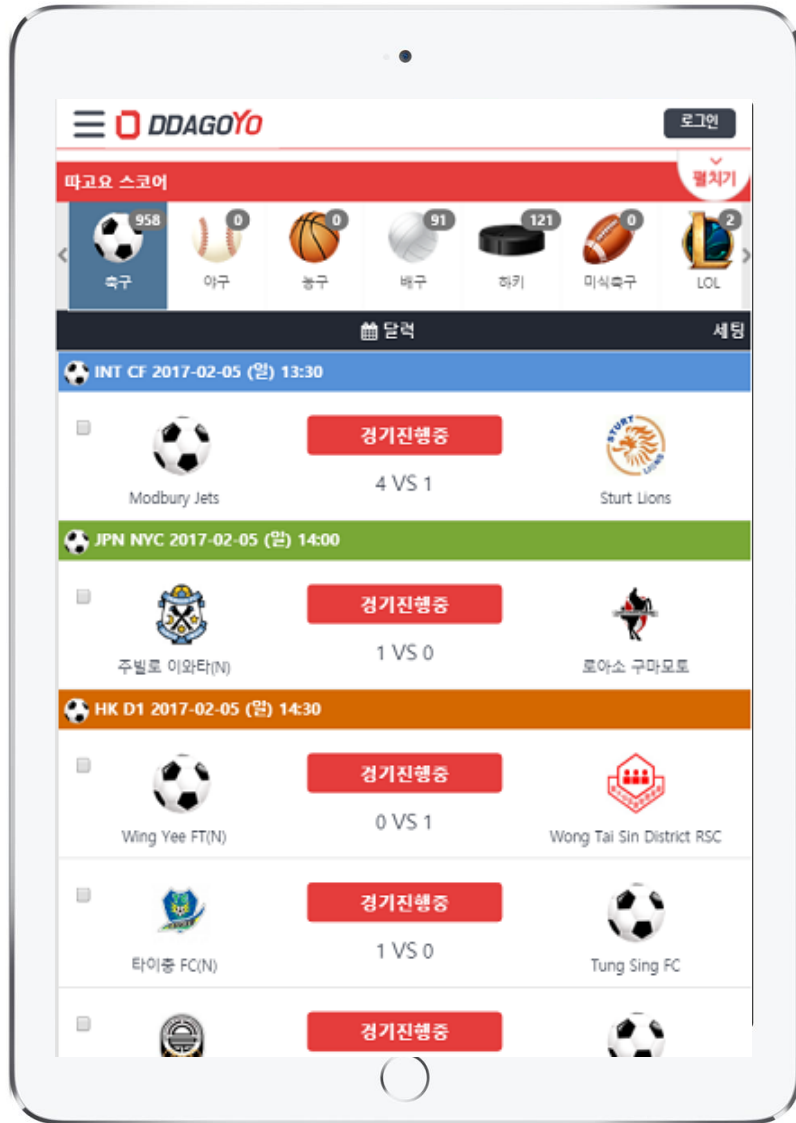 DDAGOYO
로그인
따고요 스코어
펼치기
958
0
0
91
121
0
2
축구
야구
농구
배구
하키
미식축구
LOL
달력
세팅
INT CF 2017-02-05 (일) 13:30
경기진행중
STURT
LIONS
4 VS 1
Modbury Jets
Sturt Lions
JPN NYC 2017-02-05 (일) 14:00
경기진행중
1 VS 0
주빌로 이와타(N)
로아소 구마모토
HK D1 2017-02-05 (일) 14:30
경기진행중
0 VS 1
Wing Yee FT(N)
Wong Tai Sin District RSC
경기진행중
1 VS 0
타이충 FC(N)
Tung Sing FC
경기진행중